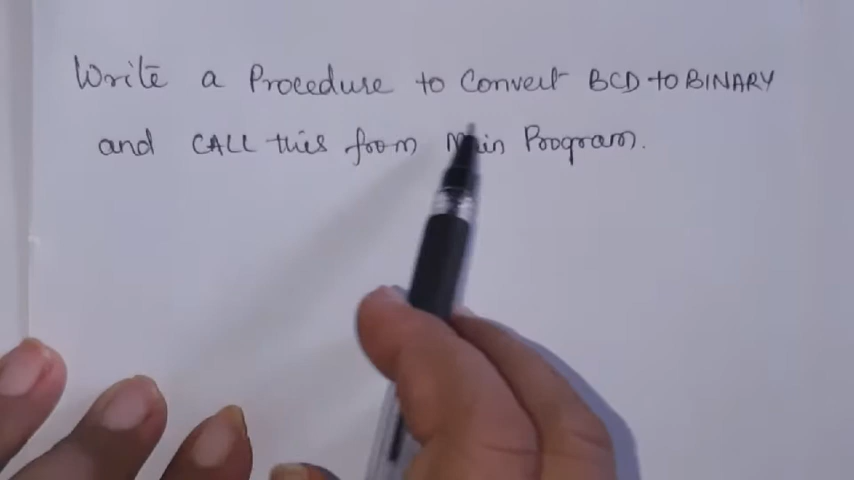 Write a Procedure to Convert BCD to BINARY
and CALL this from Main Program.